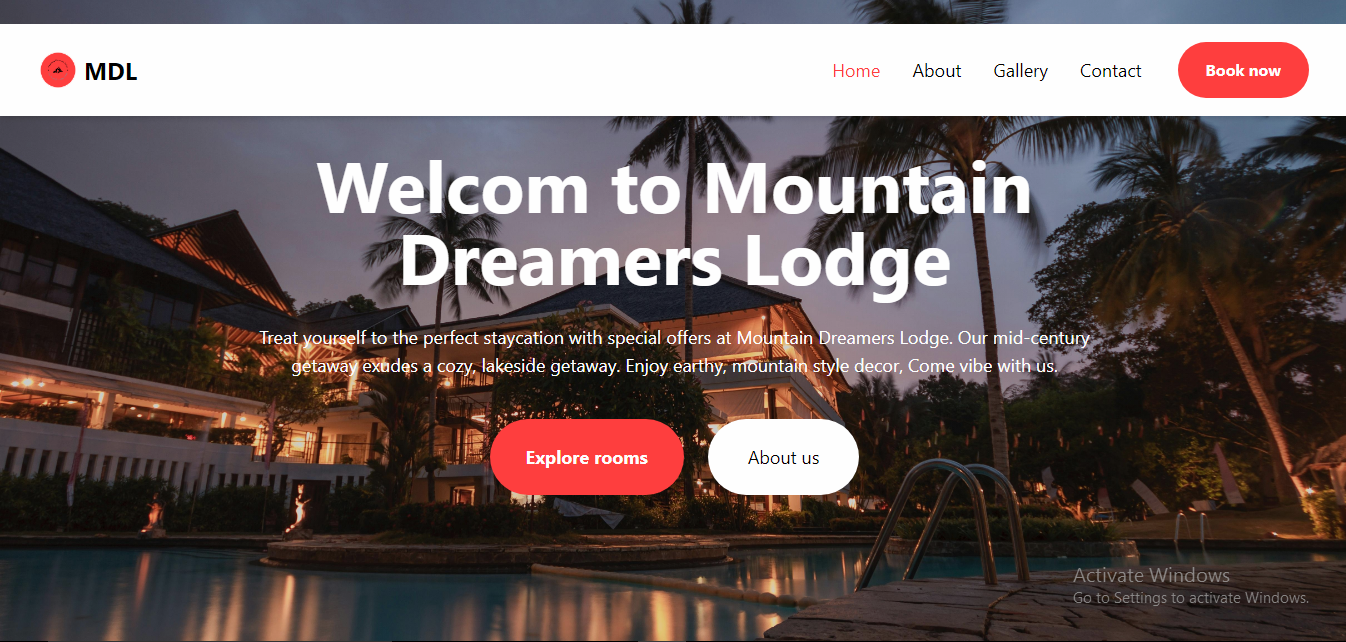 MDL
Home About Gallery Contact Book now
Welcom to Mountain
Dreamers Lodge
Treat yourself to the perfect staycation with special offers at Mountain Dreamers Lodge. Our mid-century
getaway exudes a cozy, lakeside getaway. Enjoy earthy, mountain style decor, Come vibe with us.
Explore rooms About us
Activate Windows
Go to Settings to activate Windows.